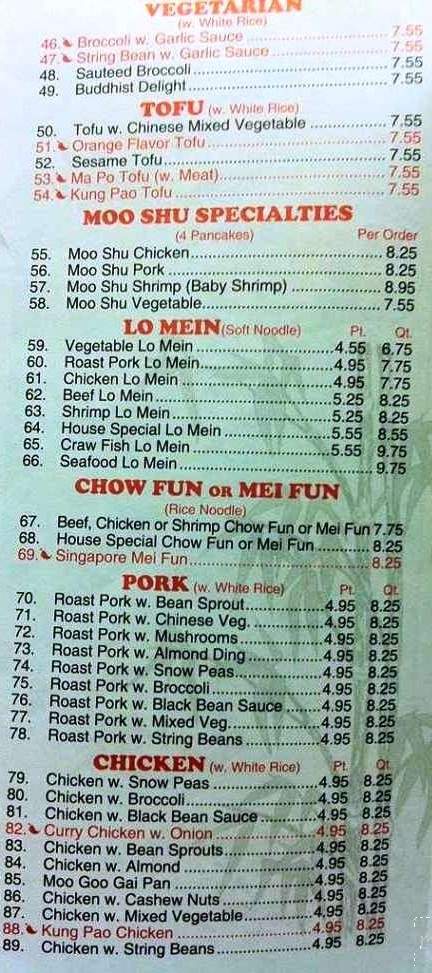 VEGETARIAN
(w. White Rice)
46. Broccoli w. Garlic Sauce ........ 7.55
47. String Bean w. Garlic Sauce ........ 7.55
48. Sauteed Broccoli ........ 7.55
49. Buddhist Delight ........ 7.55
TOFU (w. White Rice)
50. Tofu w. Chinese Mixed Vegetable ........ 7.55
51. Orange Flavor Tofu ........ 7.55
52. Sesame Tofu ........ 7.55
53. Ma Po Tofu (w. Meat) ........ 7.55
54. Kung Pao Tofu ........ 7.55
MOO SHU SPECIALTIES
(4 Pancakes) Per Order
55. Moo Shu Chicken ........ 8.25
56. Moo Shu Pork ........ 8.25
57. Moo Shu Shrimp (Baby Shrimp) ........ 8.95
58. Moo Shu Vegetable ........ 7.55
LO MEIN (Soft Noodle) Pt. Qt.
59. Vegetable Lo Mein ........ 4.55 6.75
60. Roast Pork Lo Mein ........ 4.95 7.75
61. Chicken Lo Mein ........ 4.95 7.75
62. Beef Lo Mein ........ 5.25 8.25
63. Shrimp Lo Mein ........ 5.25 8.25
64. House Special Lo Mein ........ 5.55 8.55
65. Craw Fish Lo Mein ........ 5.55 9.75
66. Seafood Lo Mein ........ 9.75
CHOW FUN OR MEI FUN
(Rice Noodle)
67. Beef, Chicken or Shrimp Chow Fun or Mei Fun 7.75
68. House Special Chow Fun or Mei Fun ........ 8.25
69. Singapore Mei Fun ........ 8.25
PORK (w. White Rice) Pt. Qt.
70. Roast Pork w. Bean Sprout ........ 4.95 8.25
71. Roast Pork w. Chinese Veg. ........ 4.95 8.25
72. Roast Pork w. Mushrooms ........ 4.95 8.25
73. Roast Pork w. Almond Ding ........ 4.95 8.25
74. Roast Pork w. Snow Peas ........ 4.95 8.25
75. Roast Pork w. Broccoli ........ 4.95 8.25
76. Roast Pork w. Black Bean Sauce ........ 4.95 8.25
77. Roast Pork w. Mixed Veg. ........ 4.95 8.25
78. Roast Pork w. String Beans ........ 4.95 8.25
CHICKEN (w. White Rice) Pt. Qt.
79. Chicken w. Snow Peas ........ 4.95 8.25
80. Chicken w. Broccoli ........ 4.95 8.25
81. Chicken w. Black Bean Sauce ........ 4.95 8.25
82. Curry Chicken w. Onion ........ 4.95 8.25
83. Chicken w. Bean Sprouts ........ 4.95 8.25
84. Chicken w. Almond ........ 4.95 8.25
85. Moo Goo Gai Pan ........ 4.95 8.25
86. Chicken w. Cashew Nuts ........ 4.95 8.25
87. Chicken w. Mixed Vegetable ........ 4.95 8.25
88. Kung Pao Chicken ........ 4.95 8.25
89. Chicken w. String Beans ........ 4.95 8.25